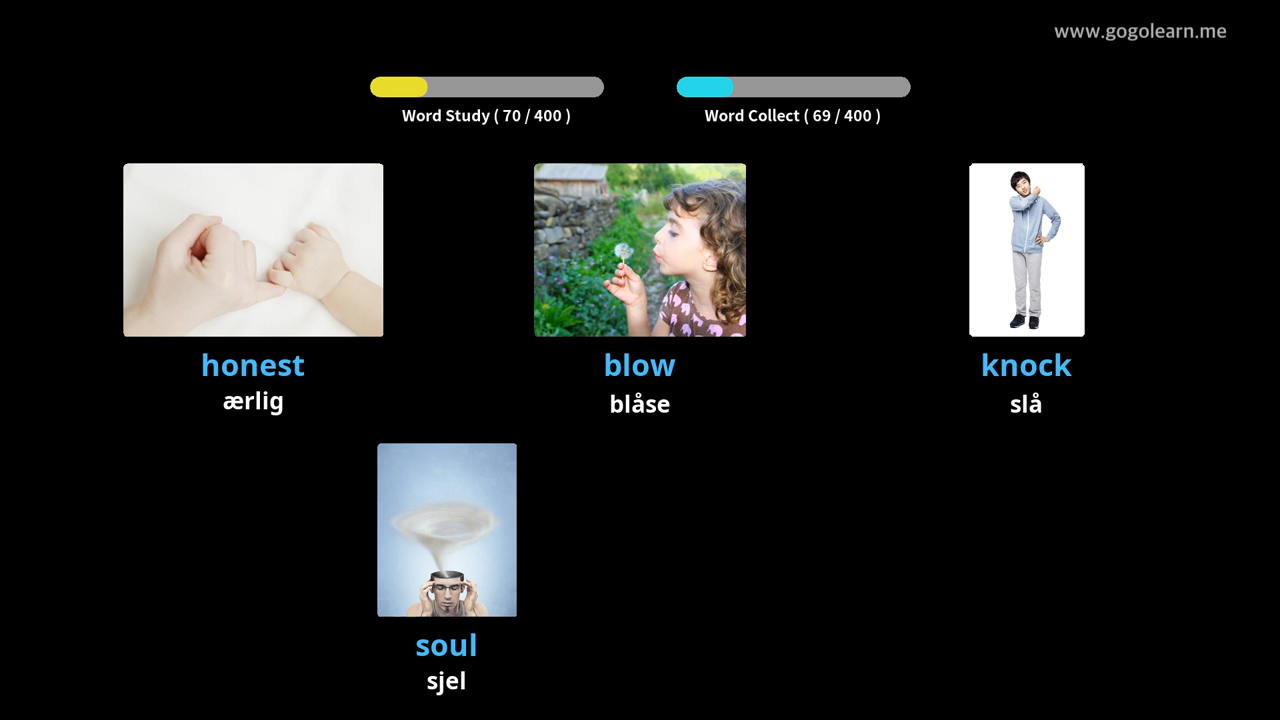 www.gogolearn.me
Word Study ( 70 / 400 )
Word Collect ( 69 / 400 )
honest
ærlig
blow
blåse
knock
slå
soul
sjel